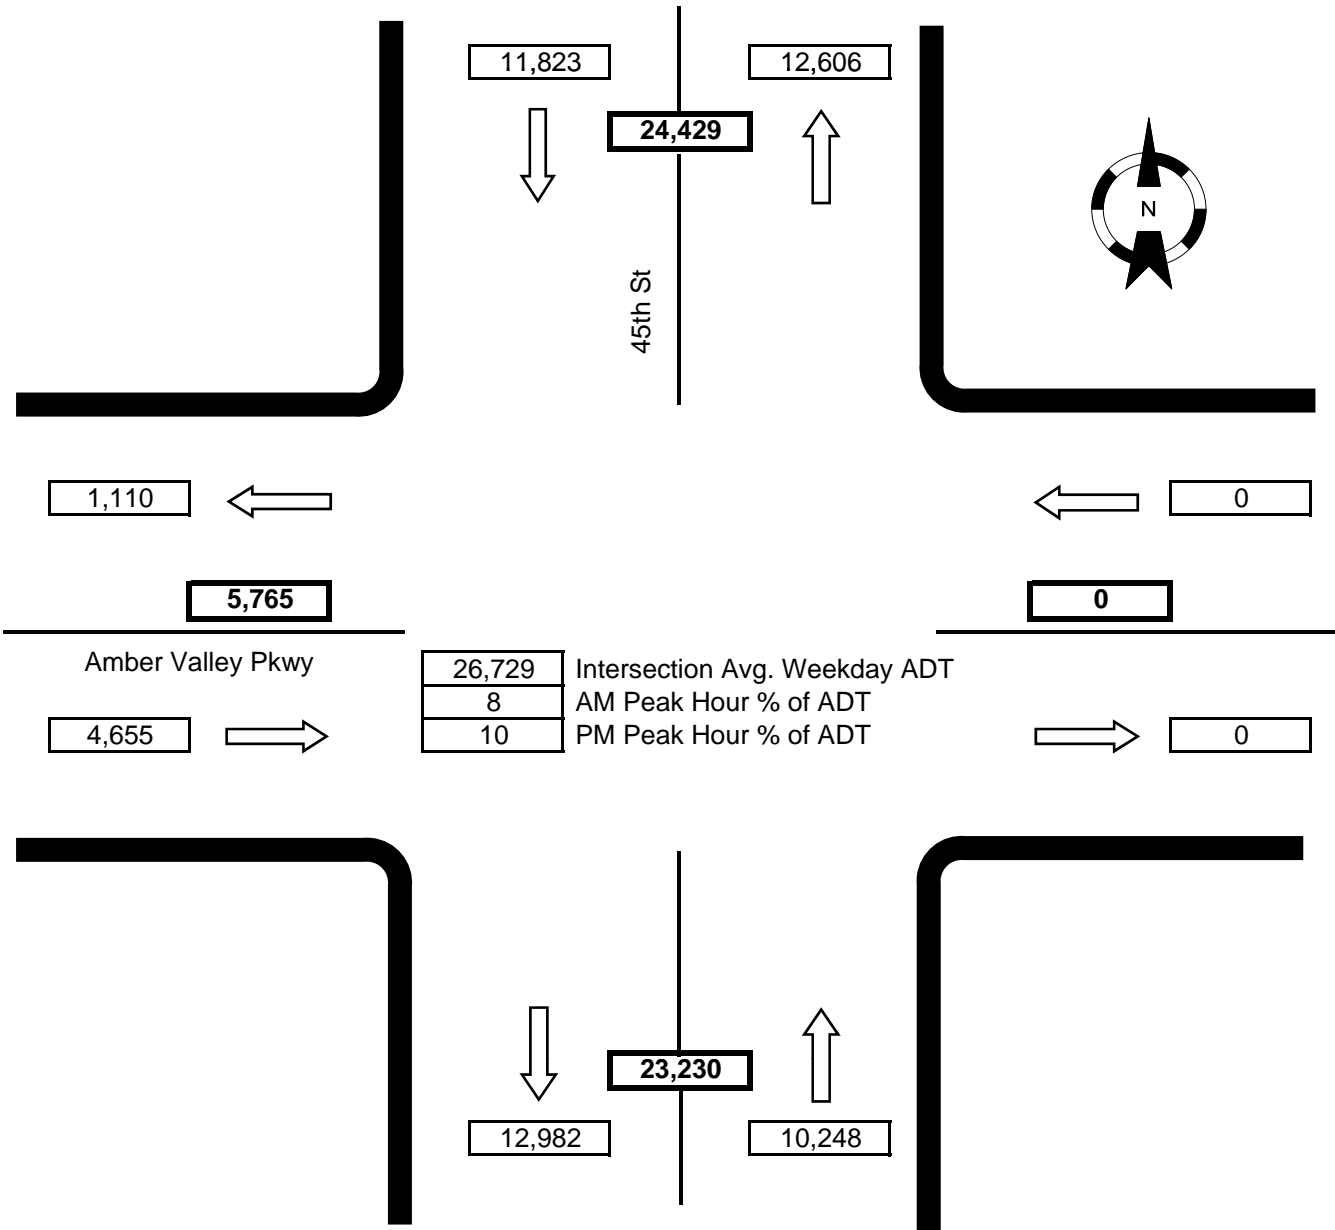 11,823
12,606
24,429
N
45th St
1,110
0
5,765
0
Amber Valley Pkwy
26,729 Intersection Avg. Weekday ADT
8 AM Peak Hour % of ADT
10 PM Peak Hour % of ADT
4,655
0
23,230
12,982
10,248